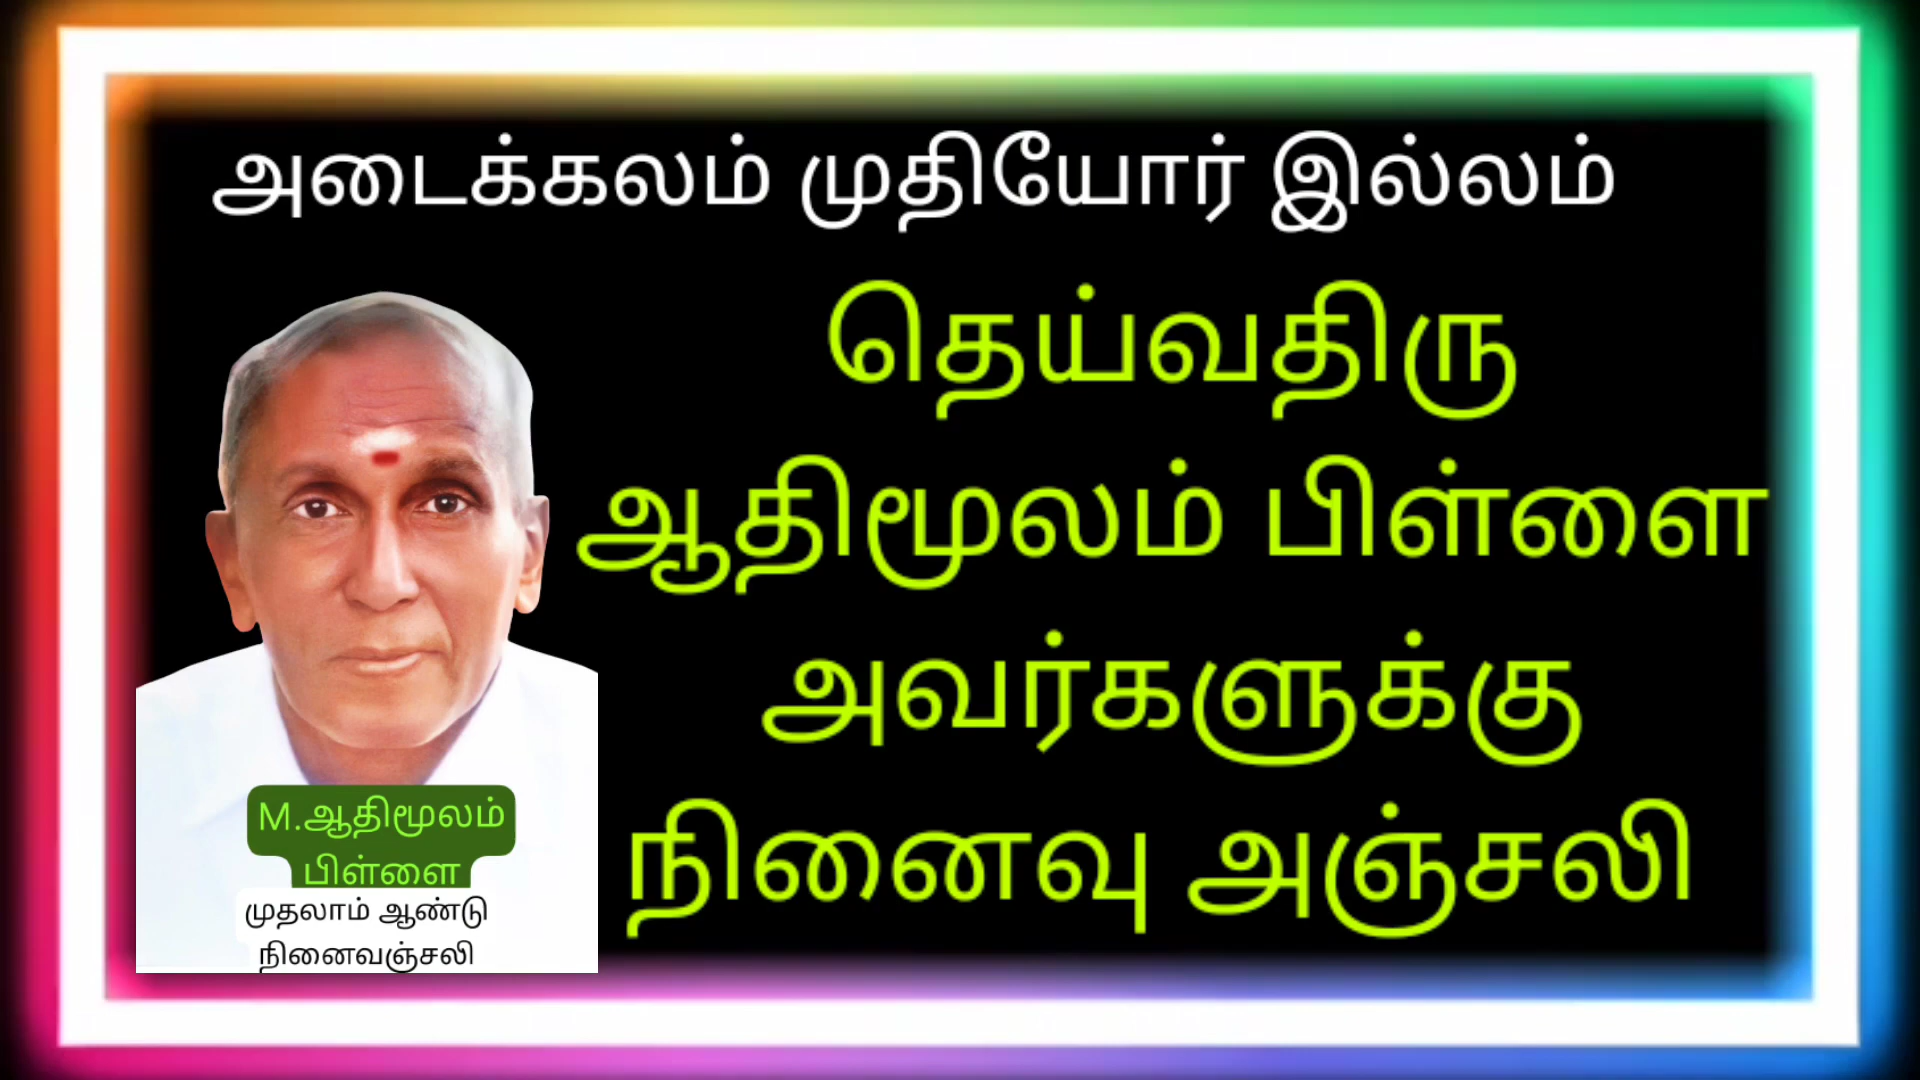 அடைக்கலம் முதியோர் இல்லம்
தெய்வதிரு
ஆதிமூலம் பிள்ளை
அவர்களுக்கு
நினைவு அஞ்சலி
M.ஆதிமூலம்
பிள்ளை
முதலாம் ஆண்டு
நினைவஞ்சலி